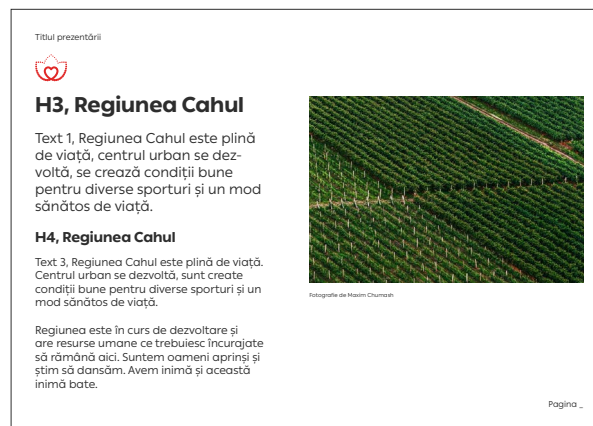 Titlul prezentării
H3, Regiunea Cahul
Text 1, Regiunea Cahul este plină
de viață, centrul urban se dez-
voltă, se crează condiții bune
pentru diverse sporturi și un mod
sănătos de viață.
H4, Regiunea Cahul
Text 3, Regiunea Cahul este plină de viață.
Centrul urban se dezvoltă, sunt create
condiții bune pentru diverse sporturi și un
mod sănătos de viață.
Regiunea este în curs de dezvoltare și
are resurse umane ce trebuiesc încurajate
să rămână aici. Suntem oameni aprinși și
știm să dansăm. Avem inimă și această
inimă bate.
Fotografie de Maxim Chumash
Pagina _